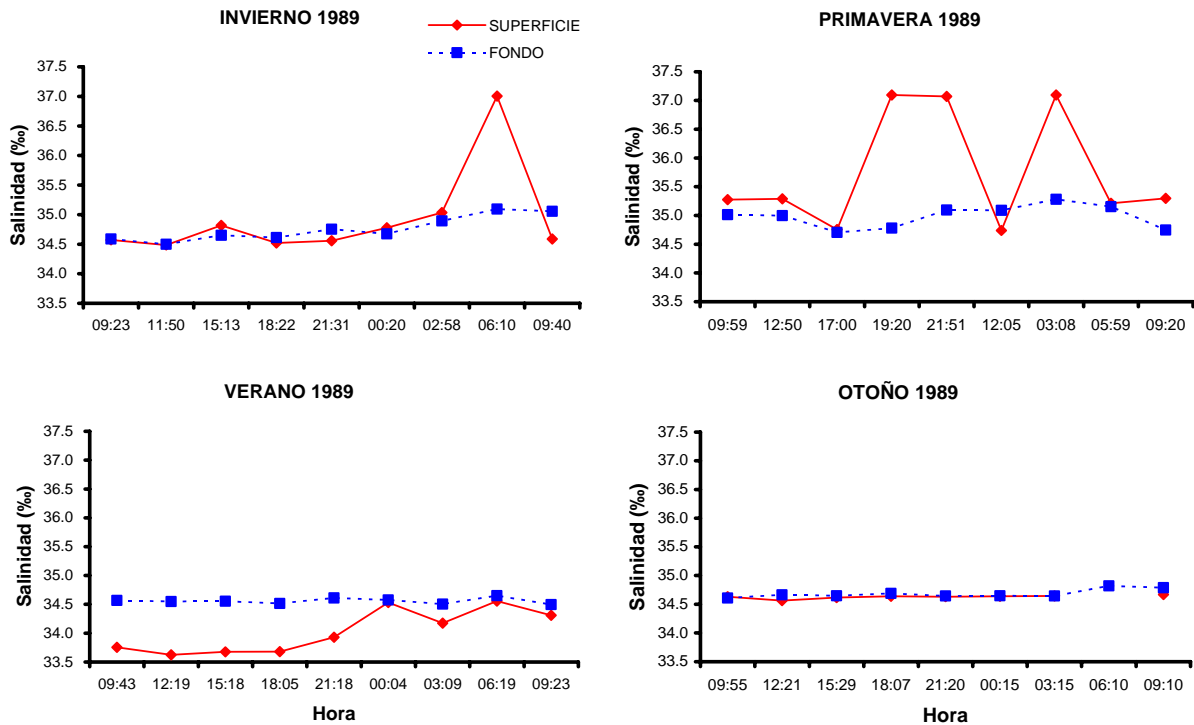 INVIERNO 1989
SUPERFICIE
FONDO
37.5
37.0
36.5
36.0
35.5
35.0
34.5
34.0
33.5
Salinidad (‰)
09:23 11:50 15:13 18:22 21:31 00:20 02:58 06:10 09:40
PRIMAVERA 1989
37.5
37.0
36.5
36.0
35.5
35.0
34.5
34.0
33.5
Salinidad (‰)
09:59 12:50 17:00 19:20 21:51 12:05 03:08 05:59 09:20
VERANO 1989
37.5
37.0
36.5
36.0
35.5
35.0
34.5
34.0
33.5
Salinidad (‰)
09:43 12:19 15:18 18:05 21:18 00:04 03:09 06:19 09:23
Hora
OTOÑO 1989
37.5
37.0
36.5
36.0
35.5
35.0
34.5
34.0
33.5
Salinidad (‰)
09:55 12:21 15:29 18:07 21:20 00:15 03:15 06:10 09:10
Hora